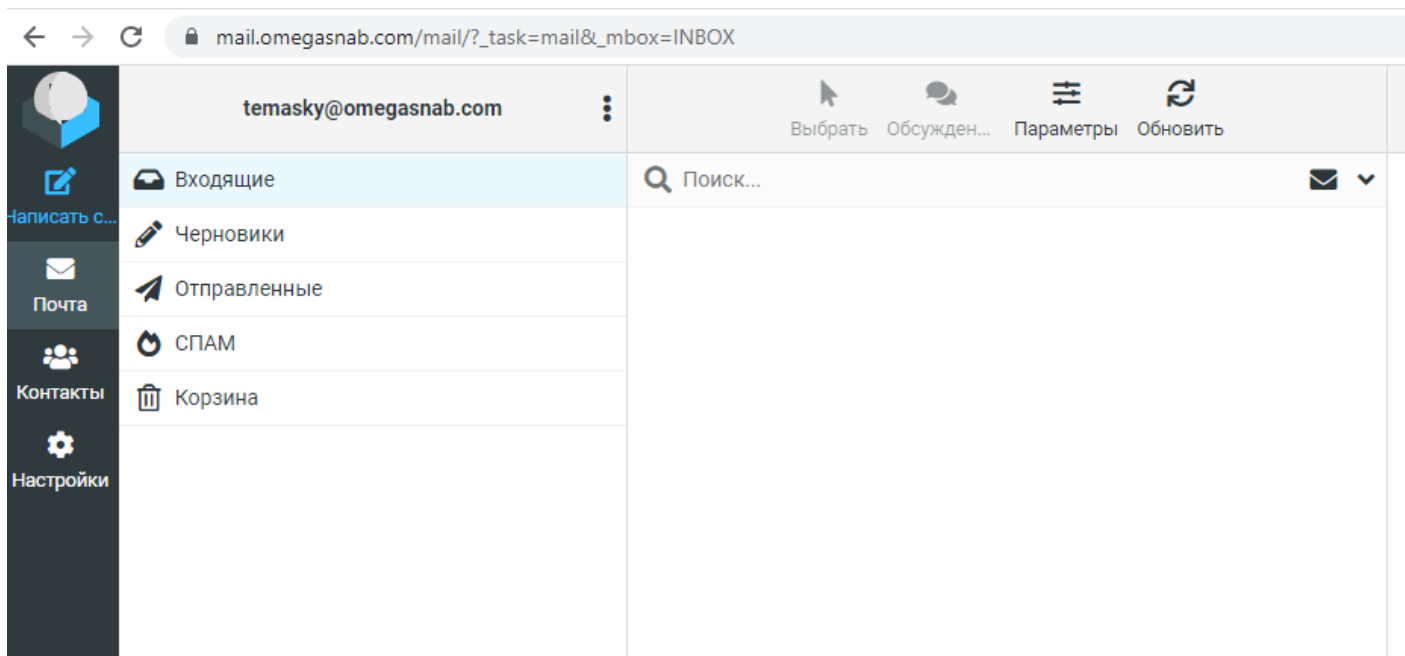 mail.omegasnab.com/mail/?_task=mail&_mbox=INBOX
temasky@omegasnab.com
Выбрать
Обсужден...
Параметры
Обновить
Написать с...
Почта
Контакты
Настройки
Входящие
Черновики
Отправленные
СПАМ
Корзина
Поиск...